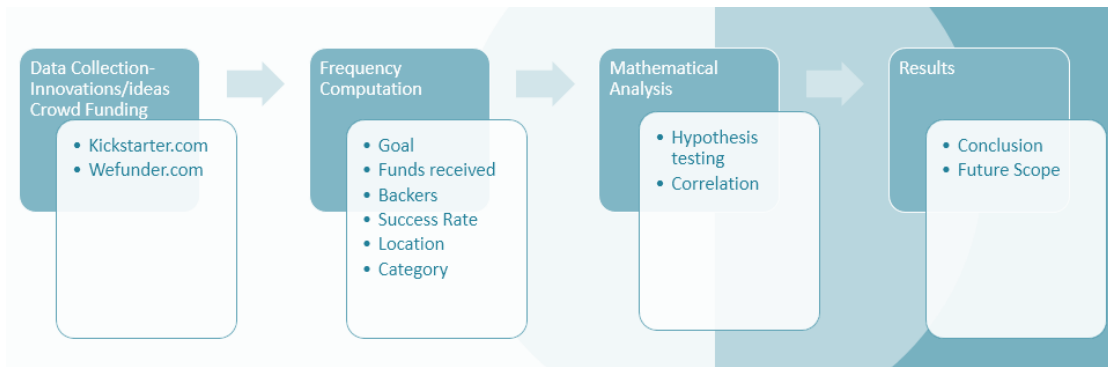 Data Collection-
Innovations/ideas
Crowd Funding
• Kickstarter.com
• Wefunder.com
Frequency
Computation
• Goal
• Funds received
• Backers
• Success Rate
• Location
• Category
Mathematical
Analysis
• Hypothesis
testing
• Correlation
Results
• Conclusion
• Future Scope